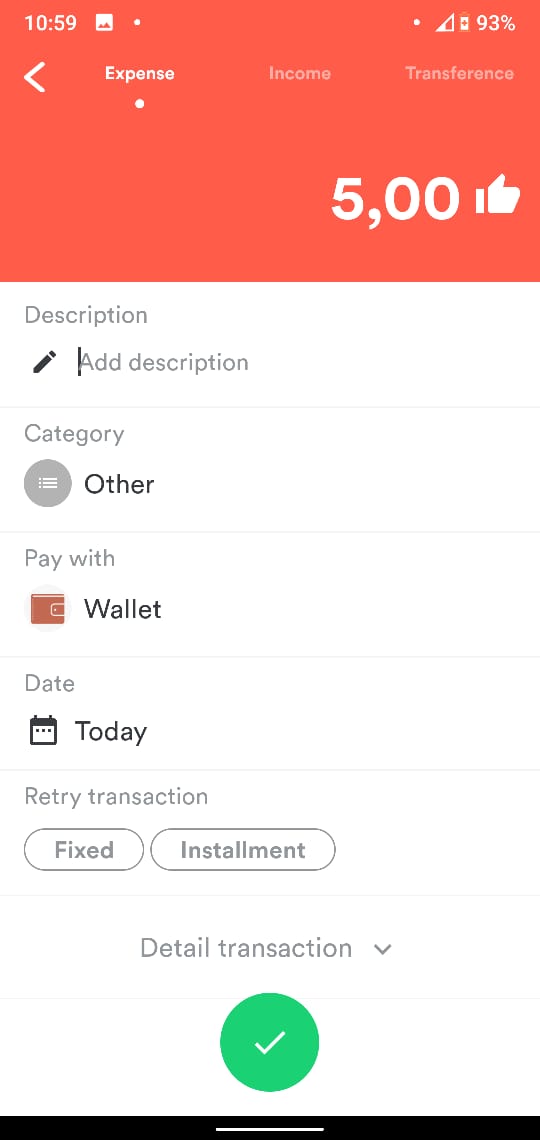 10:59 93%
Expense Income Transference
5,00
Description
Add description
Category
Other
Pay with
Wallet
Date
Today
Retry transaction
Fixed Installment
Detail transaction